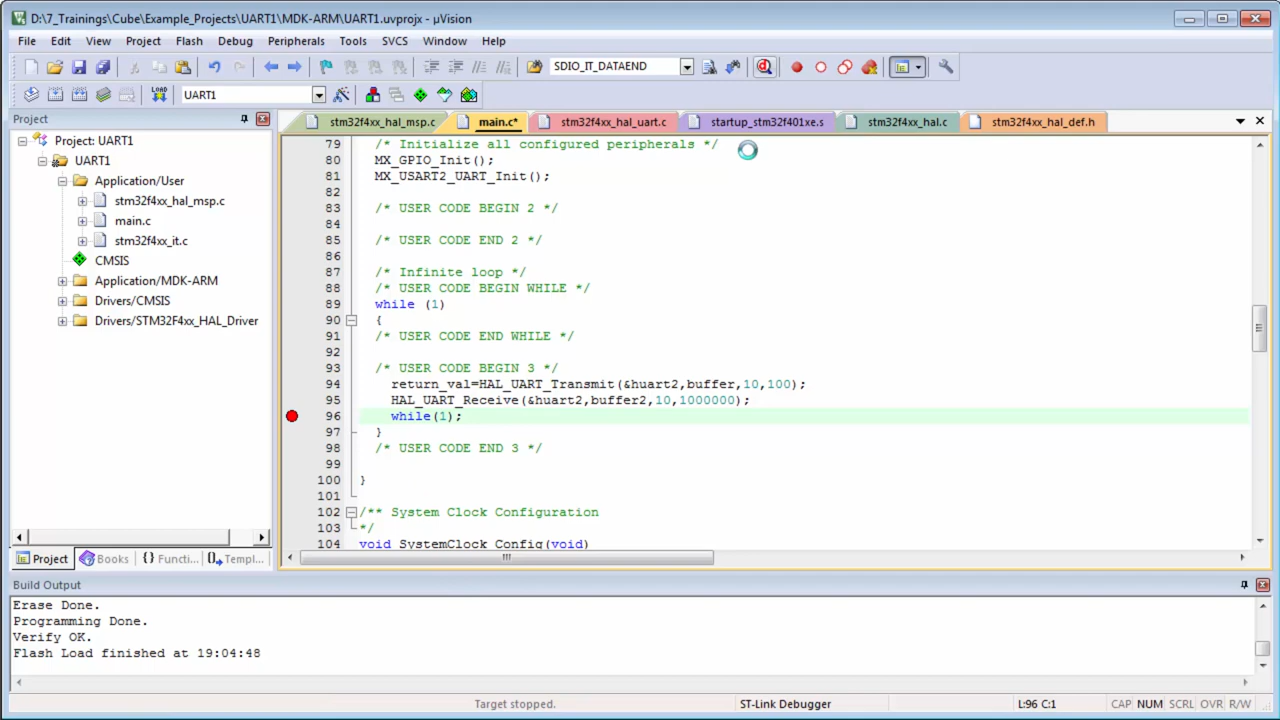 D:\7_Trainings\Cube\Example_Projects\UART1\MDK-ARM\UART1.uvprojx - µVision
File Edit View Project Flash Debug Peripherals Tools SVCS Window Help
SDIO_IT_DATAEND
LOAD UART1
Project
stm32f4xx_hal_msp.c main.c* stm32f4xx_hal_uart.c startup_stm32f401xe.s stm32f4xx_hal.c stm32f4xx_hal_def.h
Project: UART1
UART1
Application/User
stm32f4xx_hal_msp.c
main.c
stm32f4xx_it.c
CMSIS
Application/MDK-ARM
Drivers/CMSIS
Drivers/STM32F4xx_HAL_Driver
Project Books {} Functi... Templ...
79 /* Initialize all configured peripherals */
80 MX_GPIO_Init();
81 MX_USART2_UART_Init();
82
83 /* USER CODE BEGIN 2 */
84
85 /* USER CODE END 2 */
86
87 /* Infinite loop */
88 /* USER CODE BEGIN WHILE */
89 while (1)
90 {
91 /* USER CODE END WHILE */
92
93 /* USER CODE BEGIN 3 */
94 return_val=HAL_UART_Transmit(&huart2,buffer,10,100);
95 HAL_UART_Receive(&huart2,buffer2,10,1000000);
96 while(1);
97 }
98 /* USER CODE END 3 */
99
100 }
101
102 /** System Clock Configuration
103 */
104 void SystemClock_Config(void)
Build Output
Erase Done.
Programming Done.
Verify OK.
Flash Load finished at 19:04:48
Target stopped. ST-Link Debugger L:96 C:1 CAP NUM SCRL OVR R/W